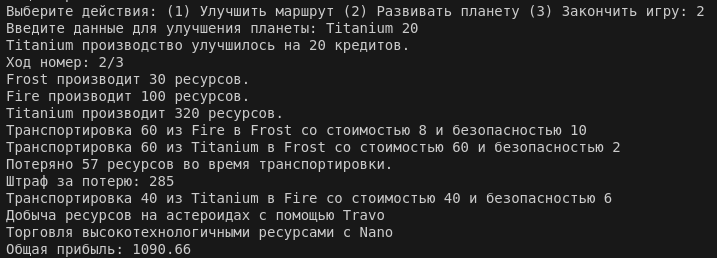 Выберите действия: (1) Улучшить маршрут (2) Развивать планету (3) Закончить игру: 2
Введите данные для улучшения планеты: Titanium 20
Titanium производство улучшилось на 20 кредитов.
Ход номер: 2/3
Frost производит 30 ресурсов.
Fire производит 100 ресурсов.
Titanium производит 320 ресурсов.
Транспортировка 60 из Fire в Frost со стоимостью 8 и безопасностью 10
Транспортировка 60 из Titanium в Frost со стоимостью 60 и безопасностью 2
Потеряно 57 ресурсов во время транспортировки.
Штраф за потерю: 285
Транспортировка 40 из Titanium в Fire со стоимостью 40 и безопасностью 6
Добыча ресурсов на астероидах с помощью Travo
Торговля высокотехнологичными ресурсами с Nano
Общая прибыль: 1090.66